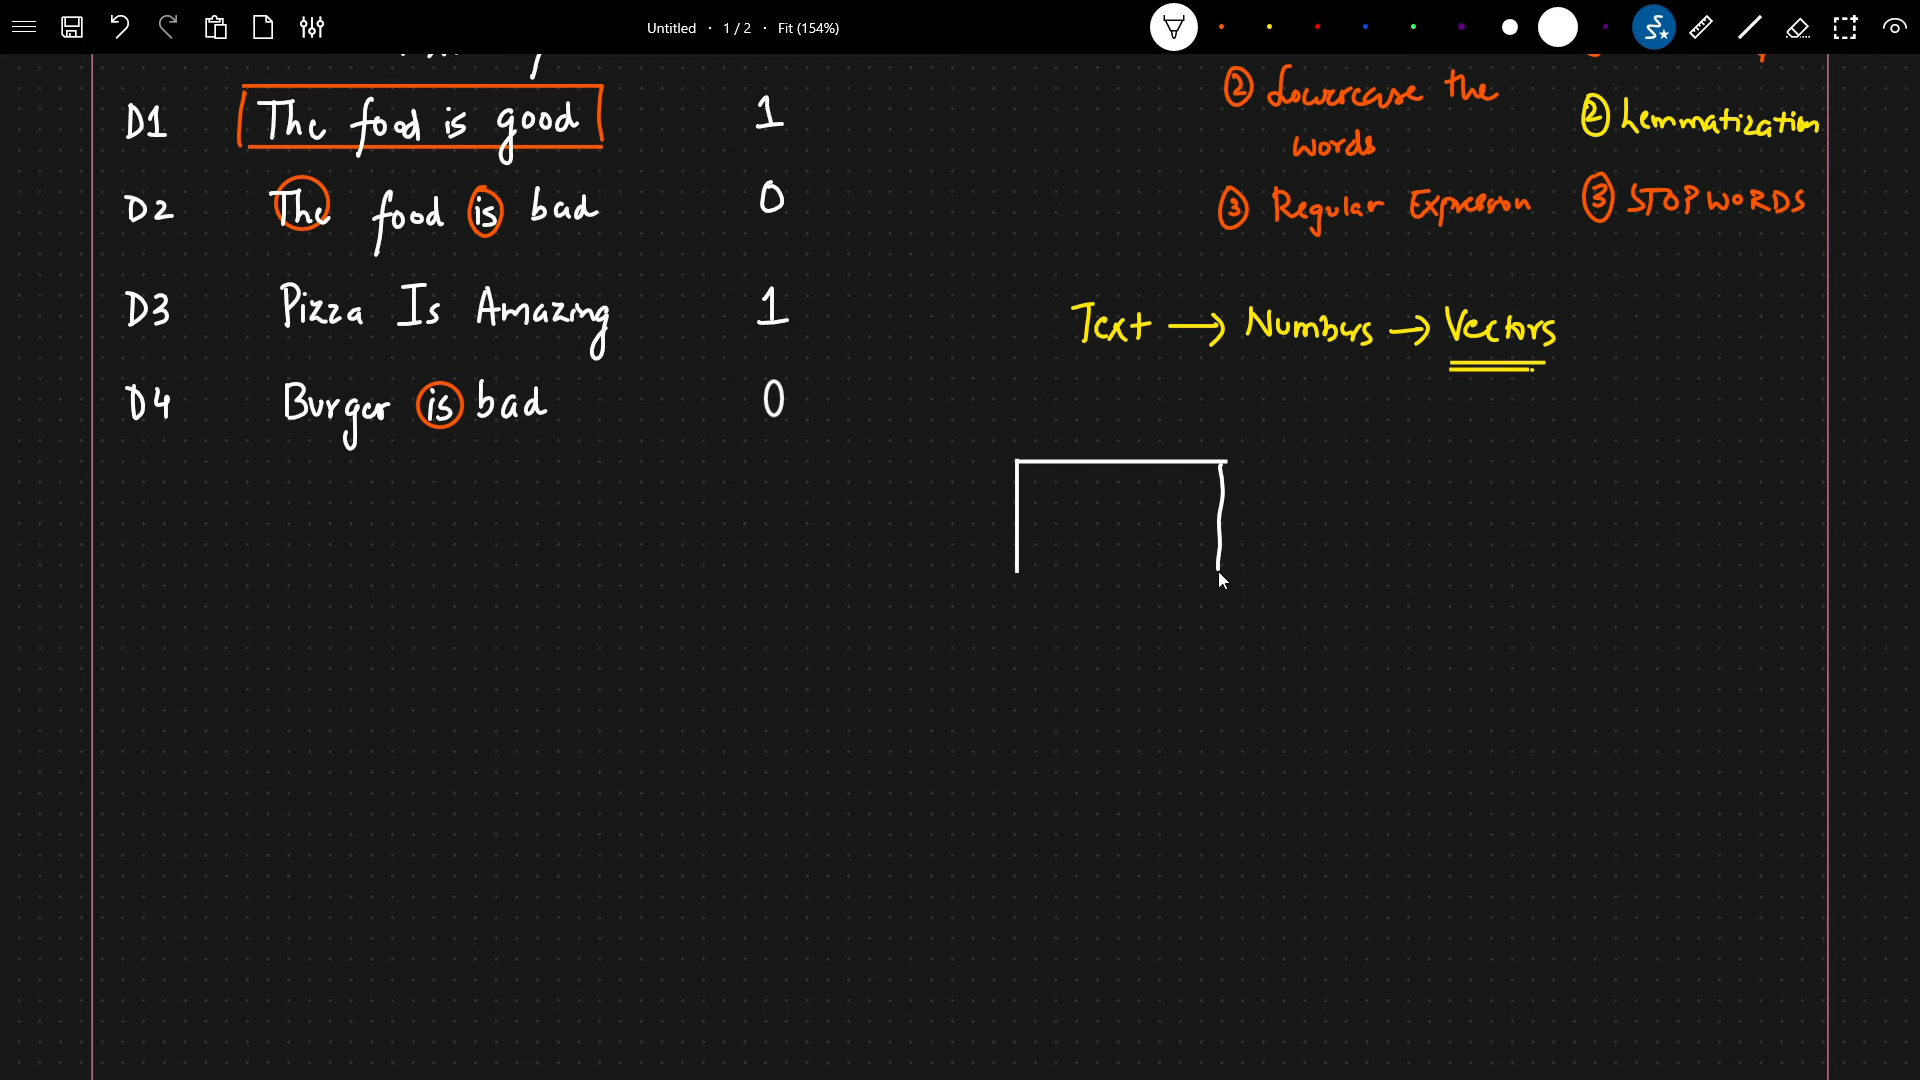 Untitled · 1 / 2 · Fit (154%)
D1 The food is good 1
D2 The food is bad 0
D3 Pizza Is Amazing 1
D4 Burger is bad 0
② Lowercase the
words
③ Regular Expression
② Lemmatization
③ STOPWORDS
Text → Numbers → Vectors